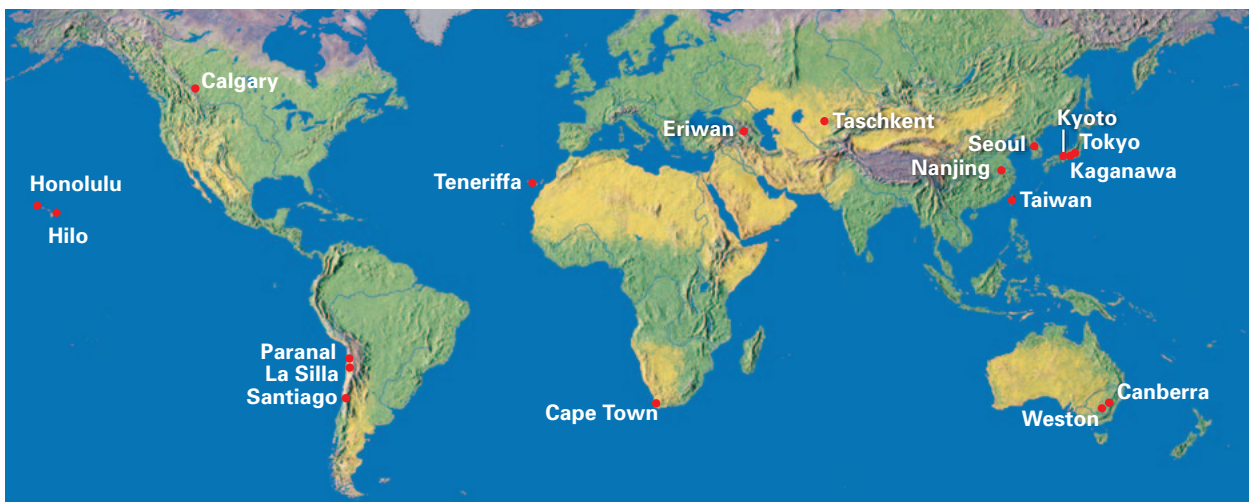 Calgary
Eriwan
Taschkent
Kyoto
Seoul
Tokyo
Nanjing
Kaganawa
Teneriffa
Taiwan
Honolulu
Hilo
Paranal
La Silla
Santiago
Cape Town
Canberra
Weston